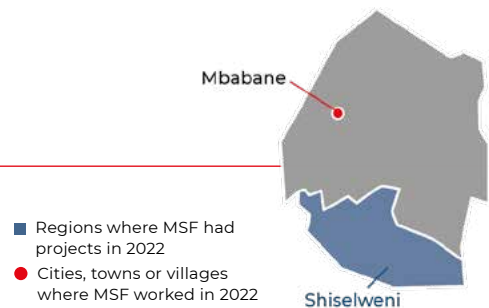 Mbabane
Regions where MSF had
projects in 2022
Cities, towns or villages
where MSF worked in 2022
Shiselweni